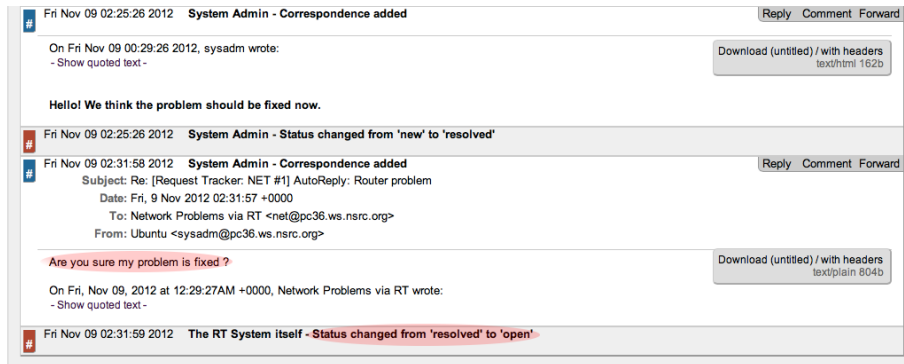 # Fri Nov 09 02:25:26 2012 System Admin - Correspondence added Reply Comment Forward
On Fri Nov 09 00:29:26 2012, sysadm wrote:
- Show quoted text -
Download (untitled) / with headers
text/html 162b
Hello! We think the problem should be fixed now.
# Fri Nov 09 02:25:26 2012 System Admin - Status changed from 'new' to 'resolved'
# Fri Nov 09 02:31:58 2012 System Admin - Correspondence added Reply Comment Forward
Subject: Re: [Request Tracker: NET #1] AutoReply: Router problem
Date: Fri, 9 Nov 2012 02:31:57 +0000
To: Network Problems via RT <net@pc36.ws.nsrc.org>
From: Ubuntu <sysadm@pc36.ws.nsrc.org>
Are you sure my problem is fixed ?
Download (untitled) / with headers
text/plain 804b
On Fri, Nov 09, 2012 at 12:29:27AM +0000, Network Problems via RT wrote:
- Show quoted text -
# Fri Nov 09 02:31:59 2012 The RT System itself - Status changed from 'resolved' to 'open'